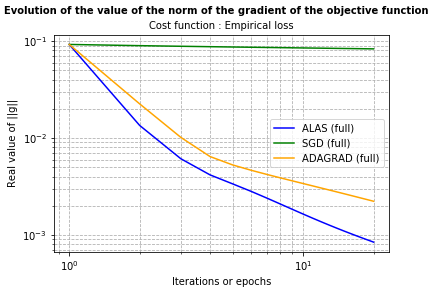 Evolution of the value of the norm of the gradient of the objective function
Cost function : Empirical loss
10⁻¹
10⁻²
10⁻³
Real value of ||g||
ALAS (full)
SGD (full)
ADAGRAD (full)
10⁰
10¹
Iterations or epochs